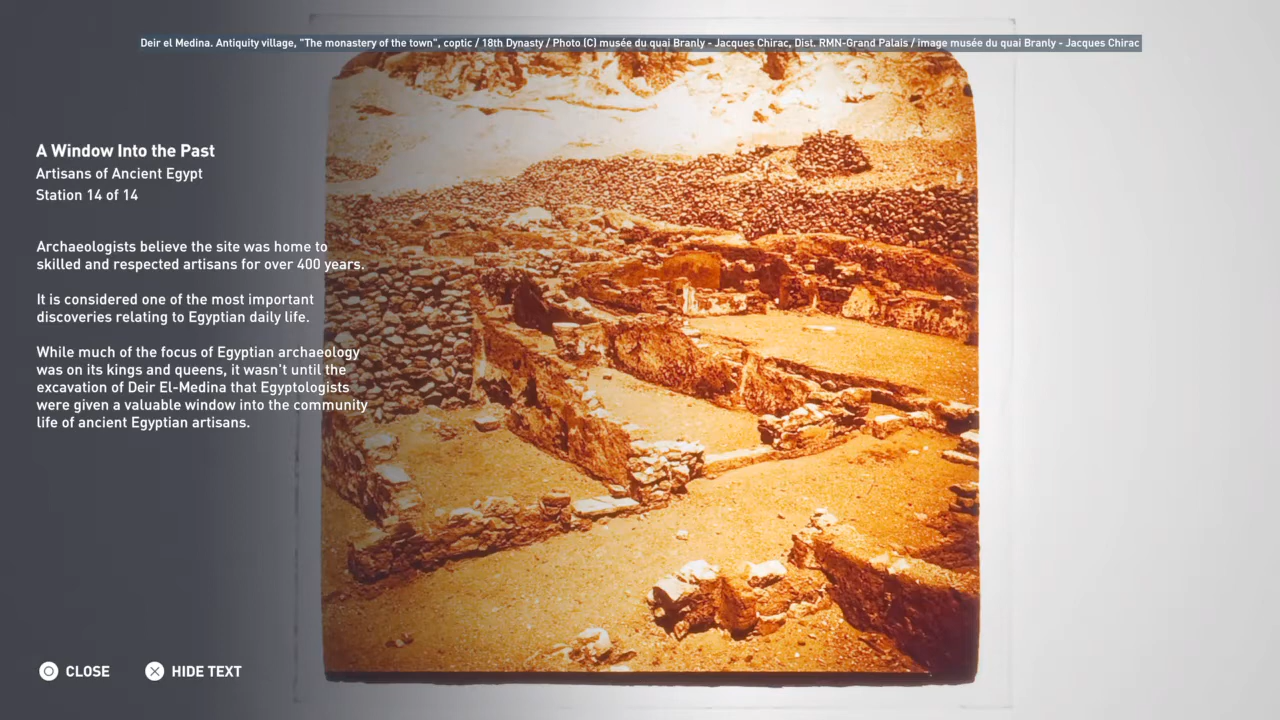 Deir el Medina. Antiquity village, "The monastery of the town", coptic / 18th Dynasty / Photo (C) musée du quai Branly - Jacques Chirac, Dist. RMN-Grand Palais / image musée du quai Branly - Jacques Chirac
A Window Into the Past
Artisans of Ancient Egypt
Station 14 of 14
Archaeologists believe the site was home to
skilled and respected artisans for over 400 years.
It is considered one of the most important
discoveries relating to Egyptian daily life.
While much of the focus of Egyptian archaeology
was on its kings and queens, it wasn't until the
excavation of Deir El-Medina that Egyptologists
were given a valuable window into the community
life of ancient Egyptian artisans.
CLOSE
HIDE TEXT